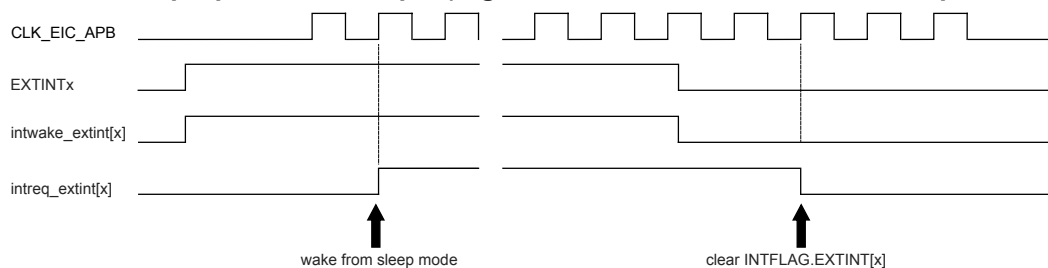 CLK_EIC_APB
EXTINTx
intwake_extint[x]
intreq_extint[x]
wake from sleep mode
clear INTFLAG.EXTINT[x]